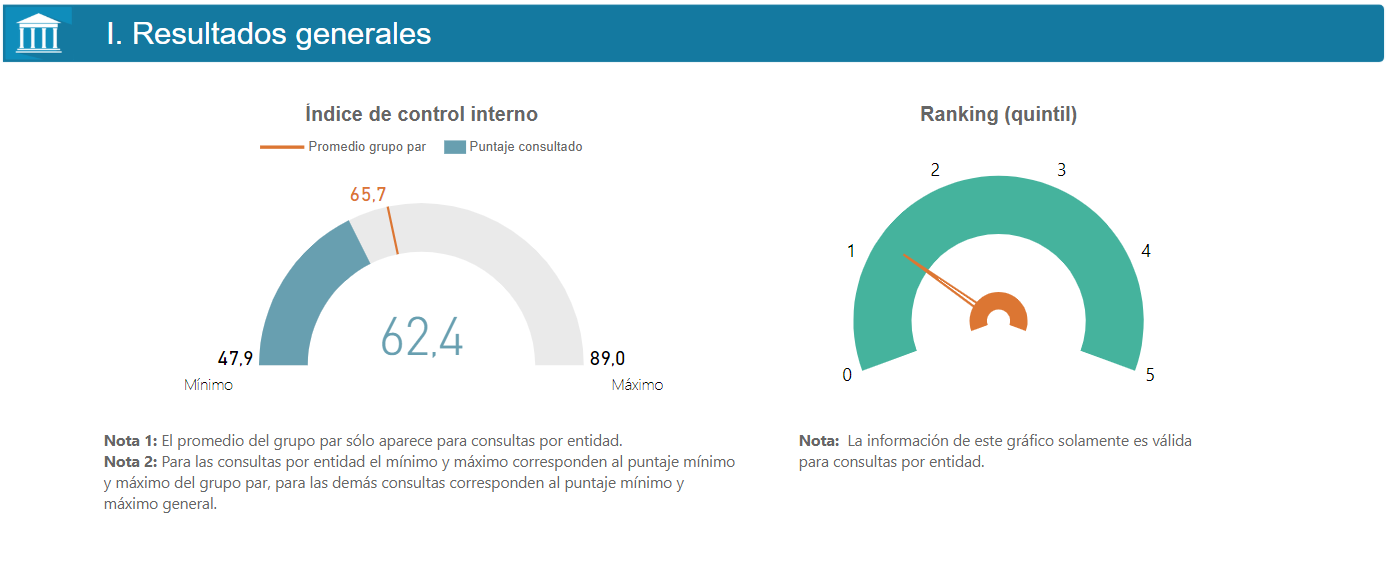 I. Resultados generales
Índice de control interno
Promedio grupo par
Puntaje consultado
65,7
62,4
47,9
89,0
Mínimo
Máximo
Nota 1: El promedio del grupo par sólo aparece para consultas por entidad.
Nota 2: Para las consultas por entidad el mínimo y máximo corresponden al puntaje mínimo
y máximo del grupo par, para las demás consultas corresponden al puntaje mínimo y
máximo general.
Ranking (quintil)
2
3
1
4
0
5
Nota: La información de este gráfico solamente es válida
para consultas por entidad.